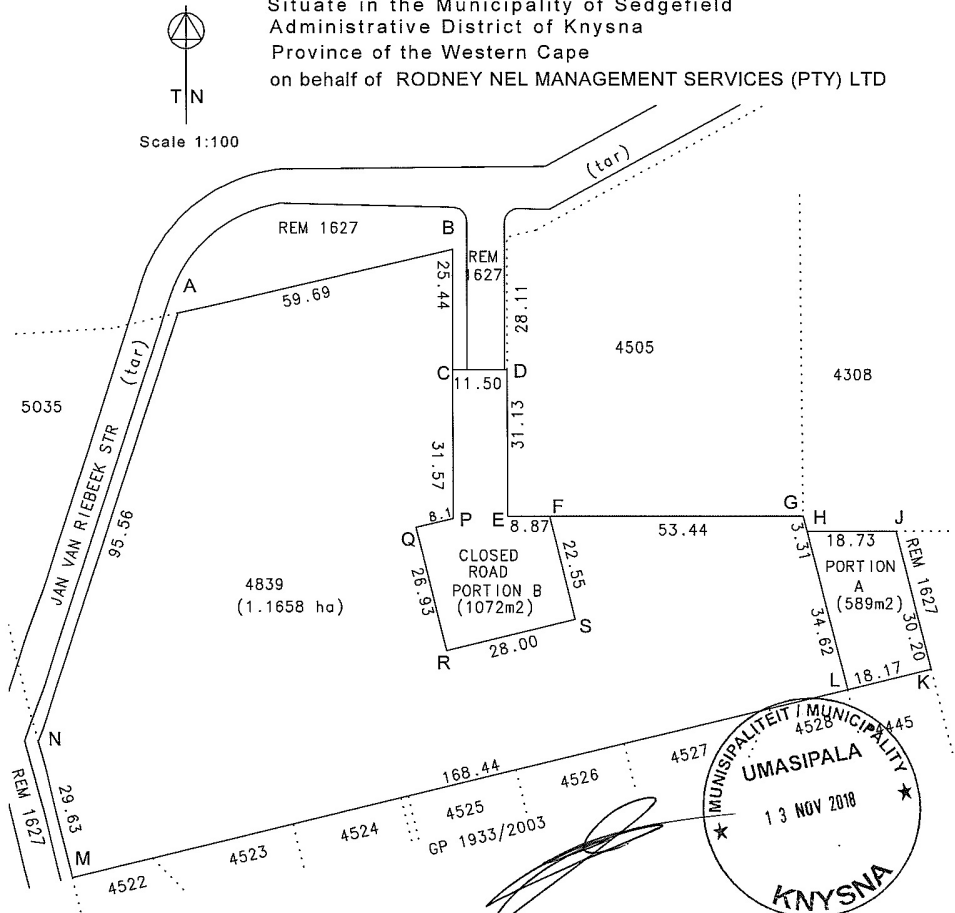 Situate in the Municipality of Sedgefield
Administrative District of Knysna
Province of the Western Cape
on behalf of RODNEY NEL MANAGEMENT SERVICES (PTY) LTD
T N
Scale 1:100
(tar)
REM 1627
B
REM
1627
A
25.44
59.69
28.11
(tar)
4505
4308
C
D
11.50
5035
31.13
31.57
JAN VAN RIEBEEK STR
95.56
8.1
P
E
F
G
H
J
8.87
53.44
3.31
18.73
Q
CLOSED
ROAD
PORTION B
(1072m2)
22.55
26.93
PORTION
A
(589m2)
REM 1627
4839
(1.1658 ha)
S
28.00
R
34.62
30.20
L
18.17
K
N
4528
4445
4527
168.44
4526
REM 1627
29.63
4525
4524
GP 1933/2003
M
4523
4522
MUNISIPALITEIT / MUNICIPALITY
UMASIPALA
13 NOV 2018
KNYSNA